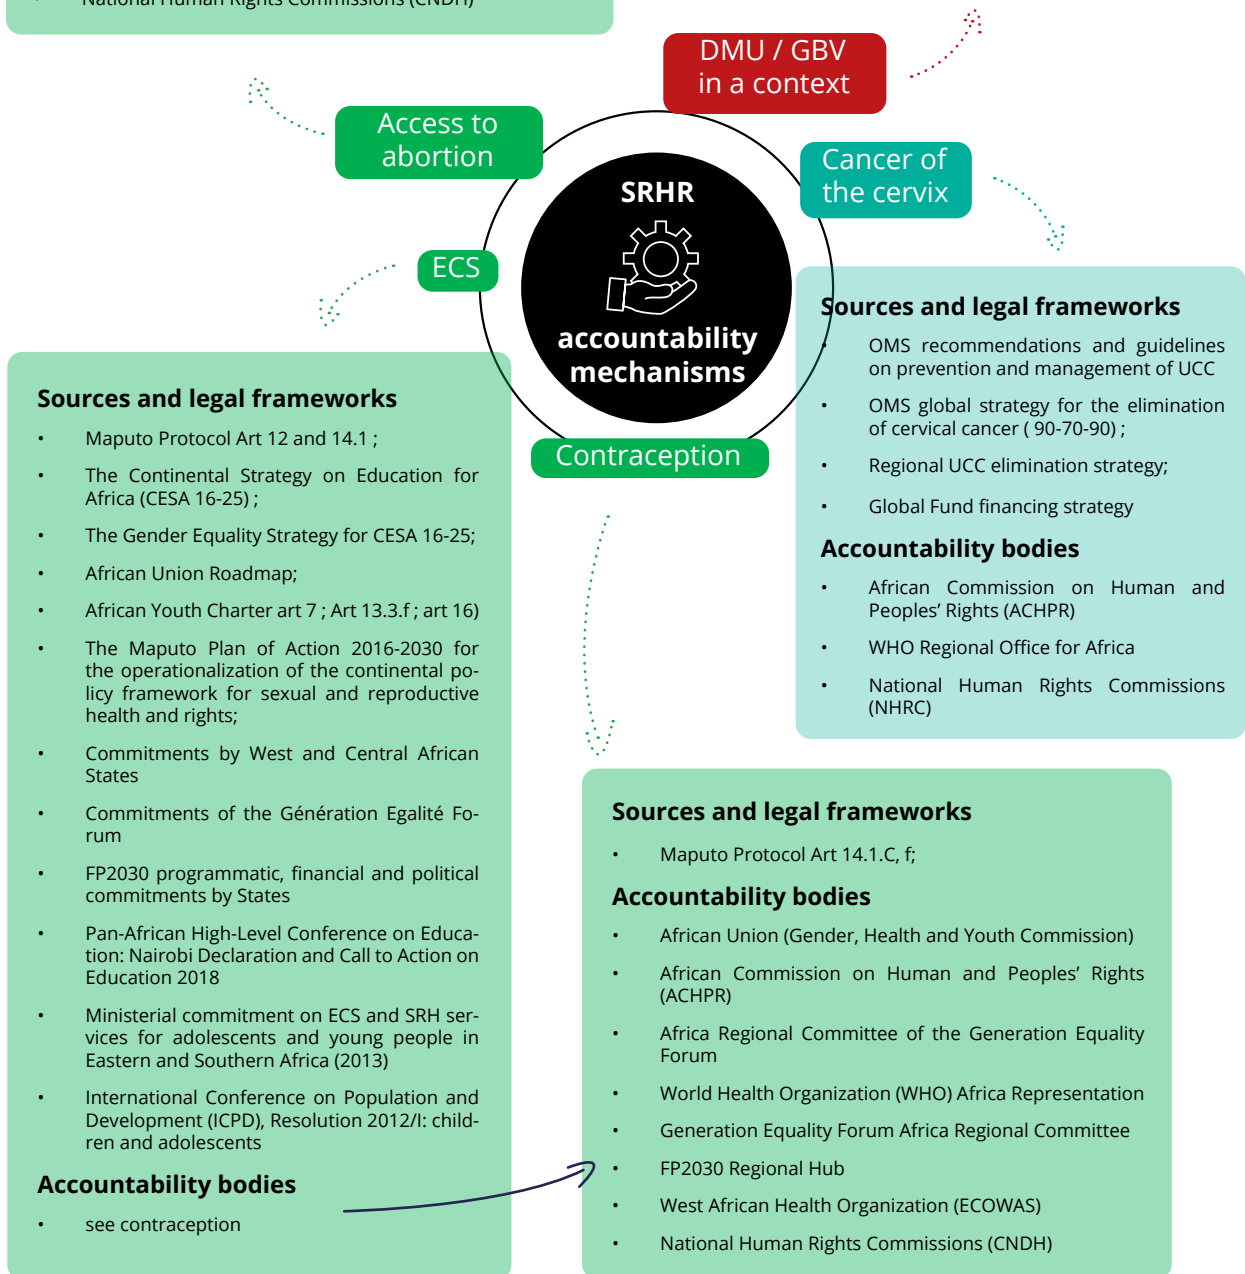 • National Human Rights Commissions (CNDH)
DMU / GBV
in a context
Access to
abortion
Cancer of
the cervix
SRHR
ECS
accountability
mechanisms
Contraception
Sources and legal frameworks
• OMS recommendations and guidelines
on prevention and management of UCC
• OMS global strategy for the elimination
of cervical cancer ( 90-70-90) ;
• Regional UCC elimination strategy;
• Global Fund financing strategy
Accountability bodies
• African Commission on Human and
Peoples' Rights (ACHPR)
• WHO Regional Office for Africa
• National Human Rights Commissions
(NHRC)
Sources and legal frameworks
• Maputo Protocol Art 12 and 14.1 ;
• The Continental Strategy on Education for
Africa (CESA 16-25) ;
• The Gender Equality Strategy for CESA 16-25;
• African Union Roadmap;
• African Youth Charter art 7 ; Art 13.3.f ; art 16)
• The Maputo Plan of Action 2016-2030 for
the operationalization of the continental po-
licy framework for sexual and reproductive
health and rights;
• Commitments by West and Central African
States
• Commitments of the Génération Egalité Fo-
rum
• FP2030 programmatic, financial and political
commitments by States
• Pan-African High-Level Conference on Educa-
tion: Nairobi Declaration and Call to Action on
Education 2018
• Ministerial commitment on ECS and SRH ser-
vices for adolescents and young people in
Eastern and Southern Africa (2013)
• International Conference on Population and
Development (ICPD), Resolution 2012/I: child-
ren and adolescents
Accountability bodies
• see contraception
Sources and legal frameworks
• Maputo Protocol Art 14.1.C, f;
Accountability bodies
• African Union (Gender, Health and Youth Commission)
• African Commission on Human and Peoples' Rights
(ACHPR)
• Africa Regional Committee of the Generation Equality
Forum
• World Health Organization (WHO) Africa Representation
• Generation Equality Forum Africa Regional Committee
• FP2030 Regional Hub
• West African Health Organization (ECOWAS)
• National Human Rights Commissions (CNDH)